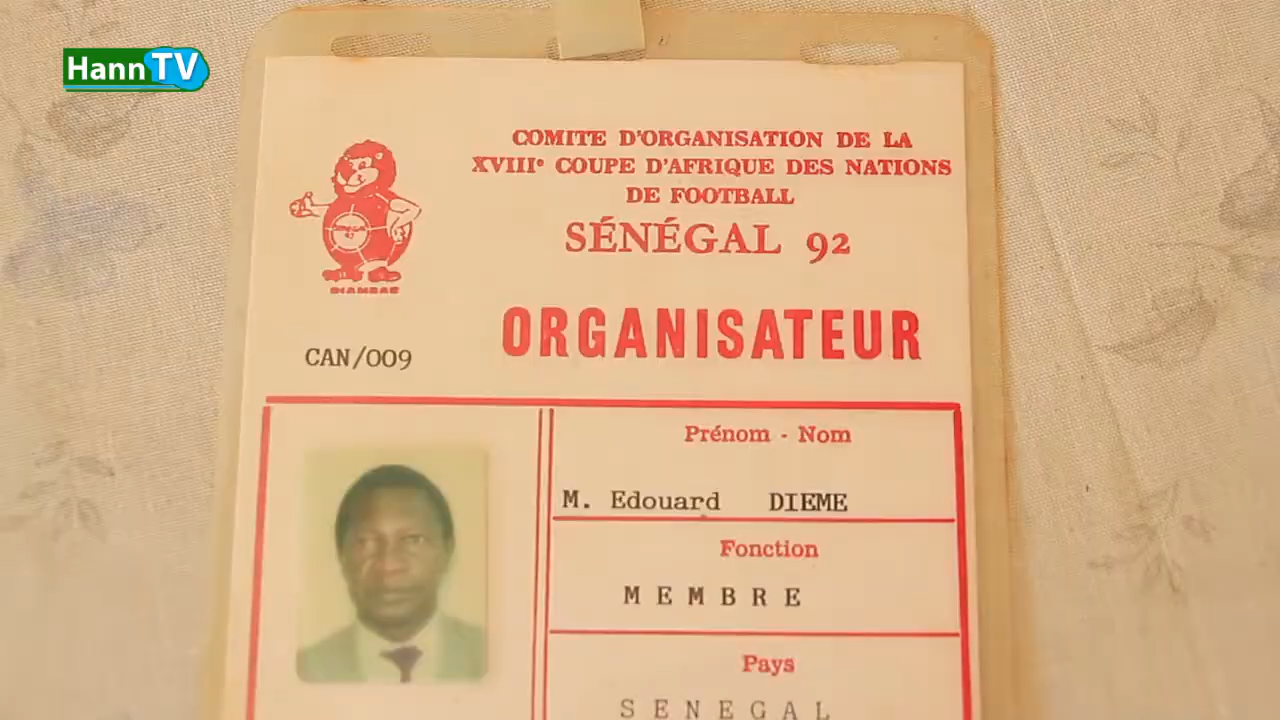 HannTV
COMITE D'ORGANISATION DE LA
XVIIIᵉ COUPE D'AFRIQUE DES NATIONS
DE FOOTBALL
SÉNÉGAL 92
DIAMBAR
ORGANISATEUR
CAN/009
Prénom - Nom
M. Edouard DIEME
Fonction
MEMBRE
Pays
SENEGAL